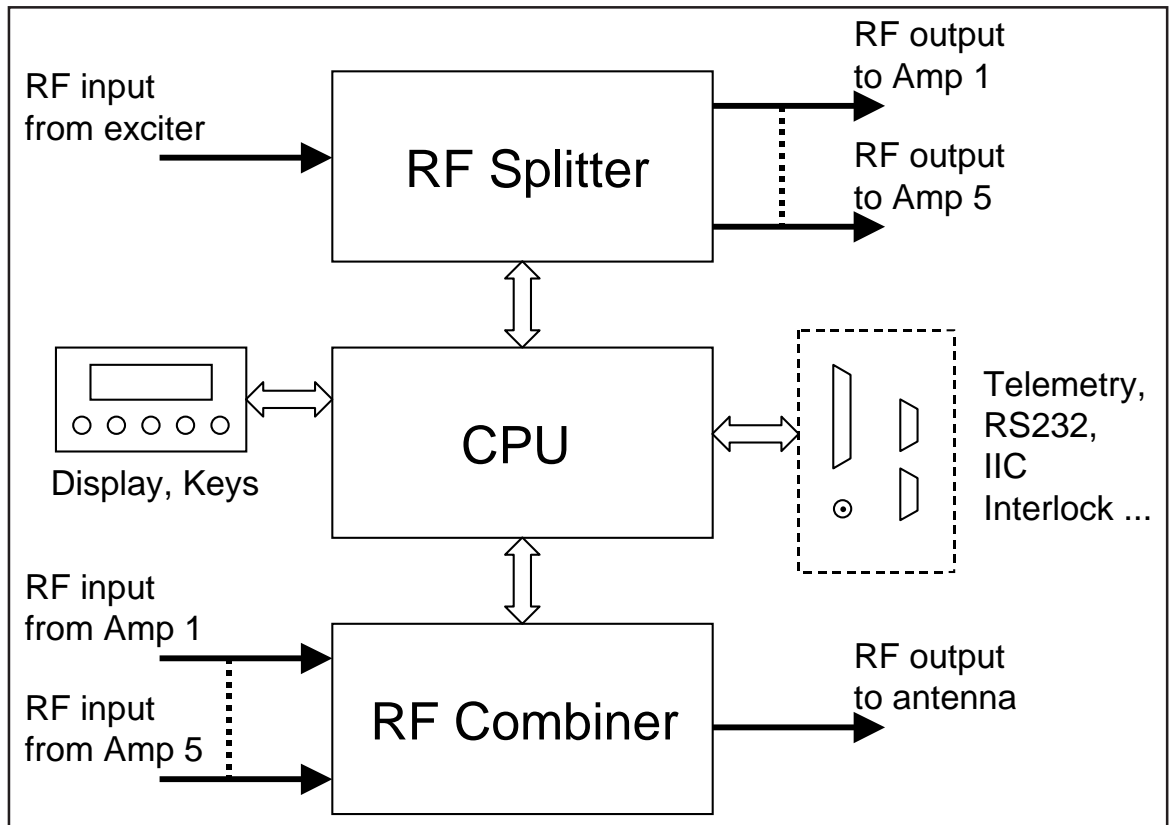 RF input
from exciter
RF Splitter
RF output
to Amp 1
RF output
to Amp 5
Display, Keys
CPU
Telemetry,
RS232,
IIC
Interlock ...
RF input
from Amp 1
RF input
from Amp 5
RF Combiner
RF output
to antenna